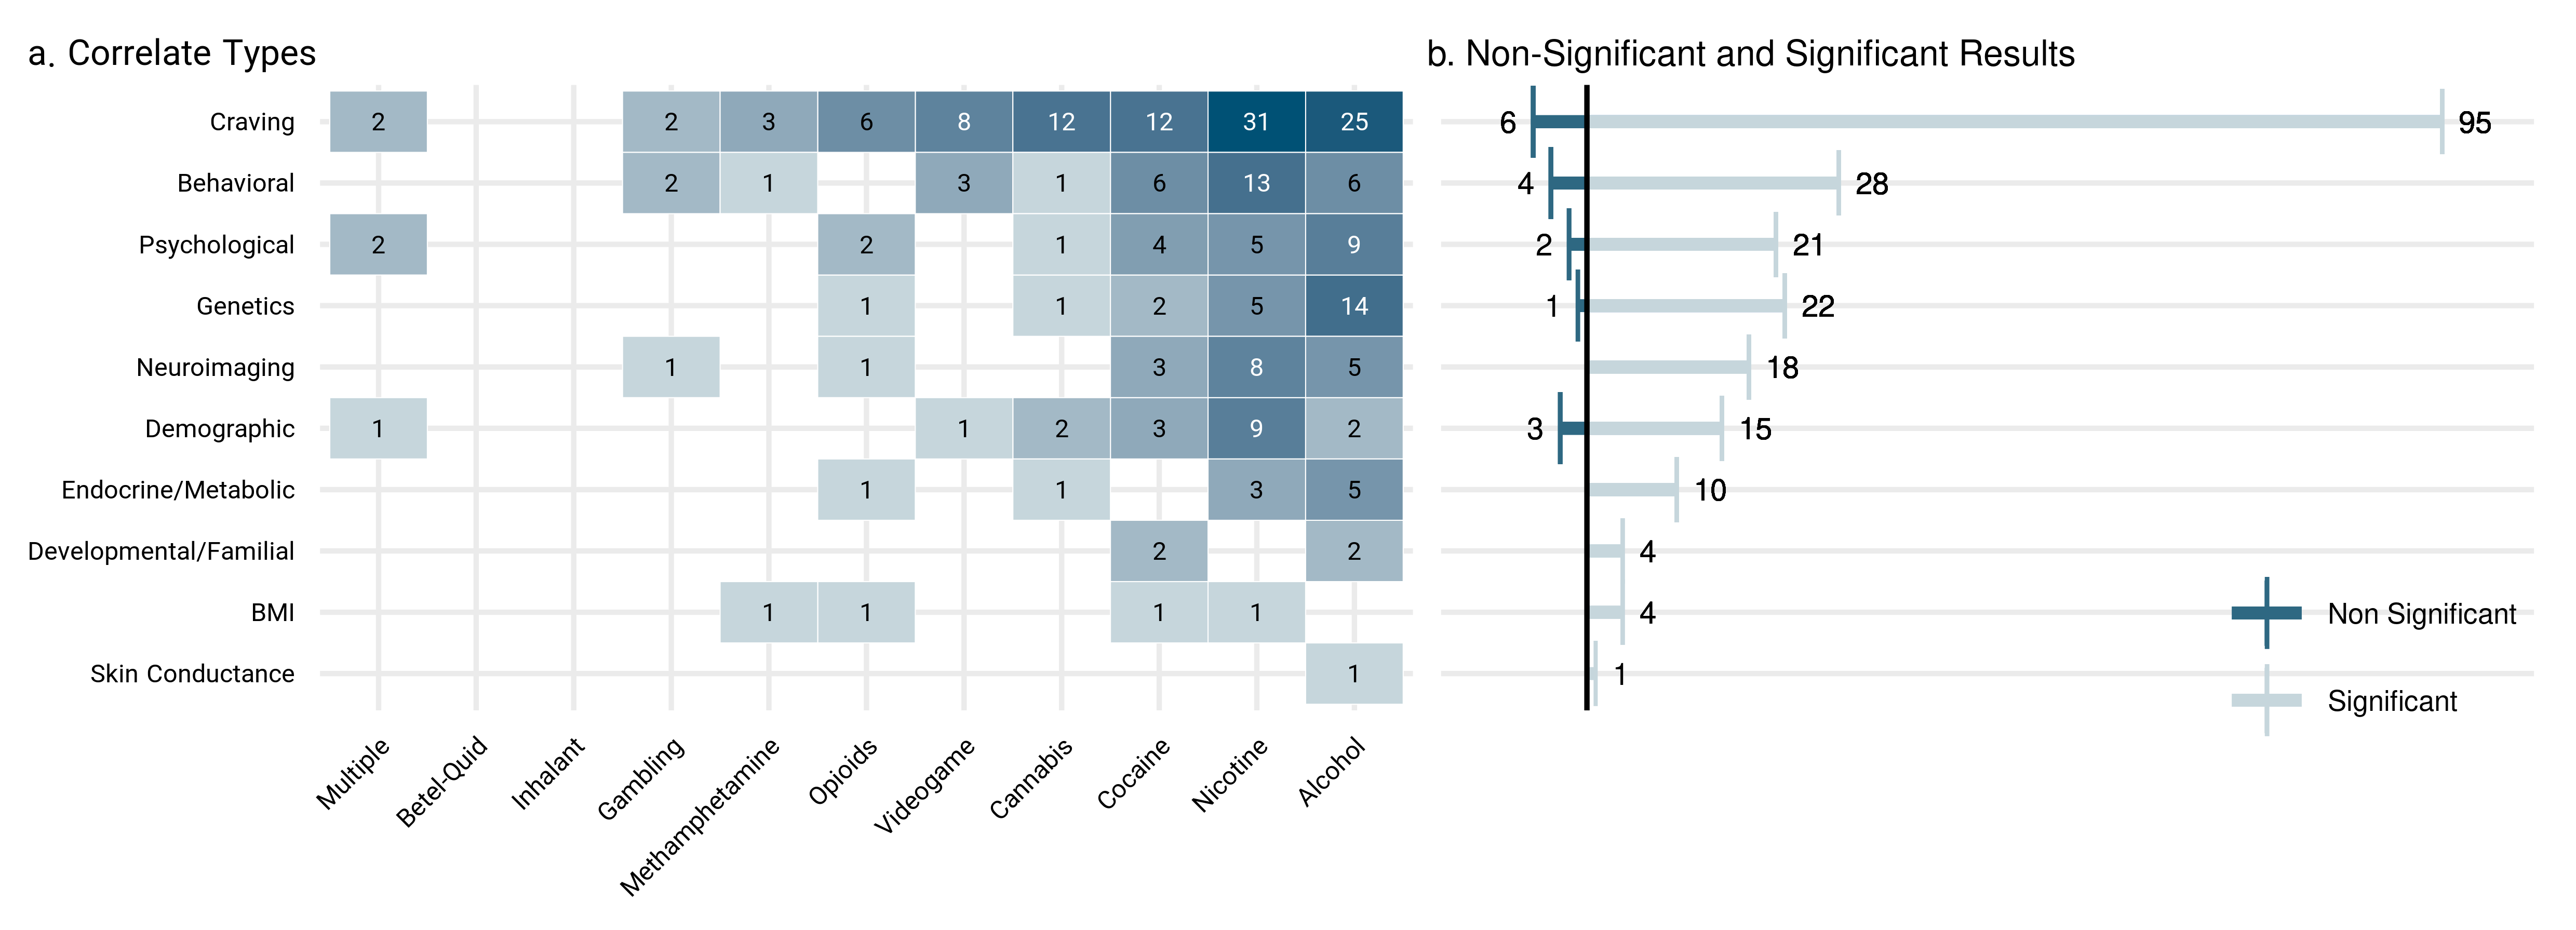 a. Correlate Types
b. Non-Significant and Significant Results
Craving 2 2 3 6 8 12 12 31 25 6 95
Behavioral 2 1 3 1 6 13 6 4 28
Psychological 2 2 1 4 5 9 2 21
Genetics 1 1 2 5 14 1 22
Neuroimaging 1 1 3 8 5 18
Demographic 1 1 2 3 9 2 3 15
Endocrine/Metabolic 1 1 3 5 10
Developmental/Familial 2 2 4
BMI 1 1 1 1 4
Skin Conductance 1 1
Multiple
Betel-Quid
Inhalant
Gambling
Methamphetamine
Opioids
Videogame
Cannabis
Cocaine
Nicotine
Alcohol
Non Significant
Significant